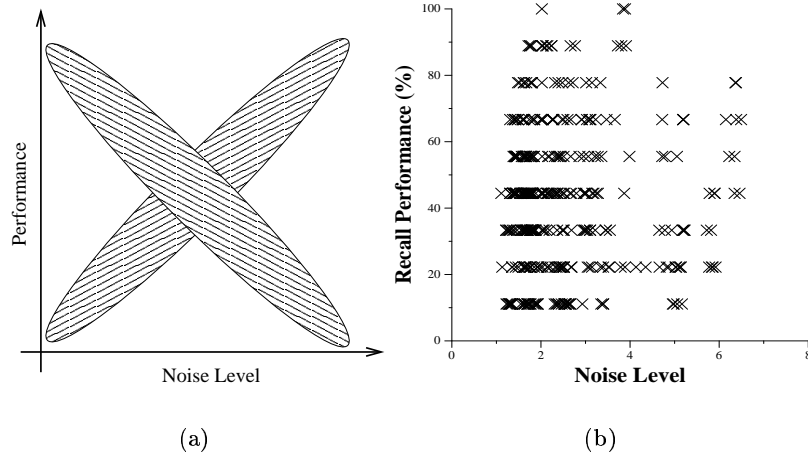 Performance
Noise Level
(a)
Recall Performance (%)
100
80
60
40
20
0
0 2 4 6 8
Noise Level
(b)